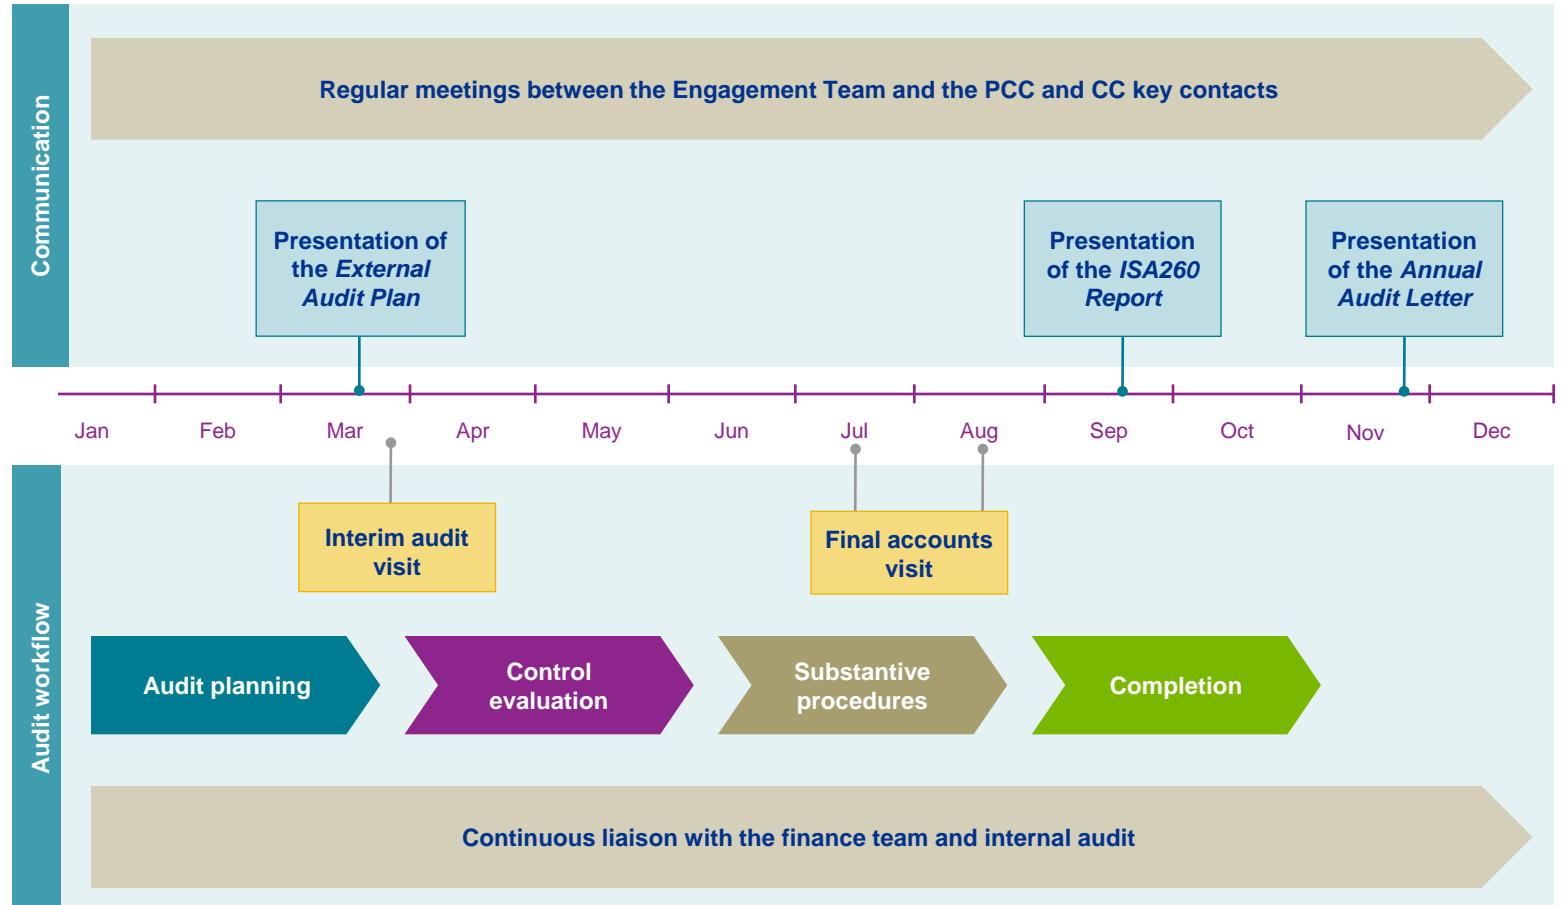 Communication
Regular meetings between the Engagement Team and the PCC and CC key contacts
Presentation of
the External
Audit Plan
Presentation
of the ISA260
Report
Presentation
of the Annual
Audit Letter
Jan
Feb
Mar
Apr
May
Jun
Jul
Aug
Sep
Oct
Nov
Dec
Audit workflow
Interim audit
visit
Final accounts
visit
Audit planning
Control
evaluation
Substantive
procedures
Completion
Continuous liaison with the finance team and internal audit